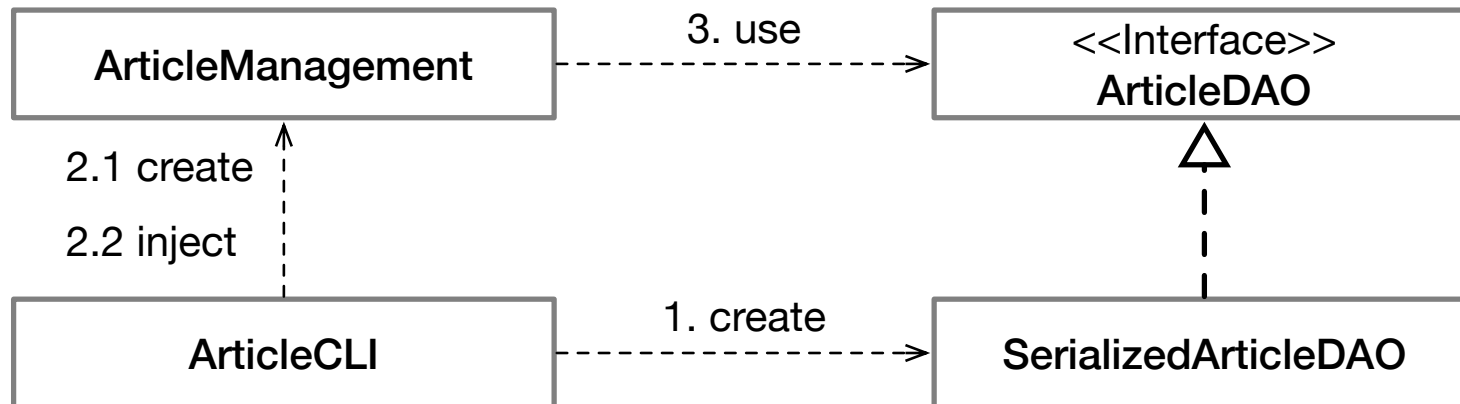 ArticleManagement
3. use
<<Interface>>
ArticleDAO
2.1 create
2.2 inject
ArticleCLI
1. create
SerializedArticleDAO